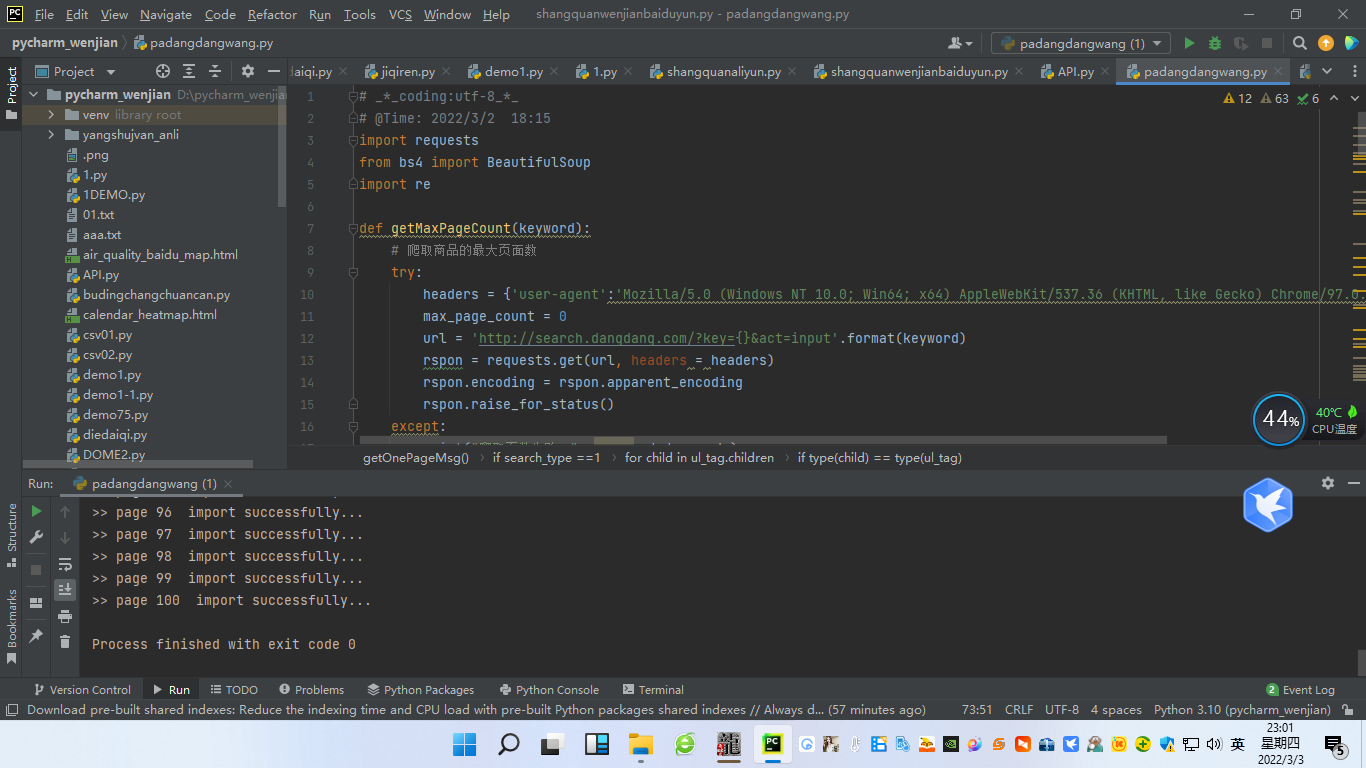 File Edit View Navigate Code Refactor Run Tools VCS Window Help shangquanwenjianbaiduyun.py - padangdangwang.py
pycharm_wenjian padangdangwang.py padangdangwang (1)
Project
Project
laiqi.py jiqiren.py demo1.py 1.py shangquanaliyun.py shangquanwenjianbaiduyun.py API.py padangdangwang.py
pycharm_wenjian D:\pycharm_wenjian
venv library root
yangshujvan_anli
.png
1.py
1DEMO.py
01.txt
aaa.txt
air_quality_baidu_map.html
API.py
budingchangchuancan.py
calendar_heatmap.html
csv01.py
csv02.py
demo1.py
demo1-1.py
demo75.py
diedaiqi.py
DOME2.py
12 63 6
1 # _*_coding:utf-8_*_
2 # @Time: 2022/3/2  18:15
3 import requests
4 from bs4 import BeautifulSoup
5 import re
6
7 def getMaxPageCount(keyword):
8 # 爬取商品的最大页面数
9 try:
10 headers = {'user-agent':'Mozilla/5.0 (Windows NT 10.0; Win64; x64) AppleWebKit/537.36 (KHTML, like Gecko) Chrome/97.0.
11 max_page_count = 0
12 url = 'http://search.dangdang.com/?key={}&act=input'.format(keyword)
13 rspon = requests.get(url, headers = headers)
14 rspon.encoding = rspon.apparent_encoding
15 rspon.raise_for_status()
16 except:
44%
40℃
CPU温度
getOnePageMsg() if search_type ==1 for child in ul_tag.children if type(child) == type(ul_tag)
Run: padangdangwang (1)
>> page 96  import successfully...
>> page 97  import successfully...
>> page 98  import successfully...
>> page 99  import successfully...
>> page 100  import successfully...
Process finished with exit code 0
Structure
Bookmarks
Version Control Run TODO Problems Python Packages Python Console Terminal 2 Event Log
Download pre-built shared indexes: Reduce the indexing time and CPU load with pre-built Python packages shared indexes // Always d... (57 minutes ago) 73:51 CRLF UTF-8 4 spaces Python 3.10 (pycharm_wenjian)
英
23:01
星期四
2022/3/3
5